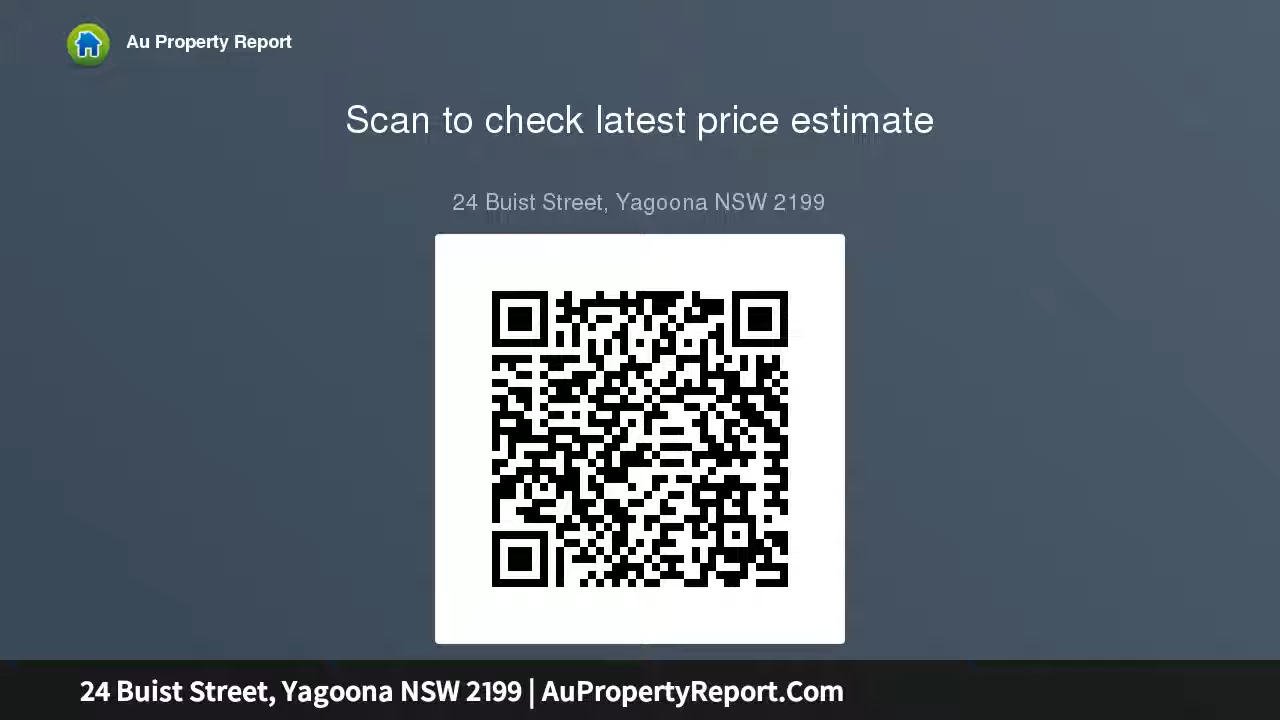 Au Property Report
Scan to check latest price estimate
24 Buist Street, Yagoona NSW 2199
24 Buist Street, Yagoona NSW 2199 | AuPropertyReport.Com